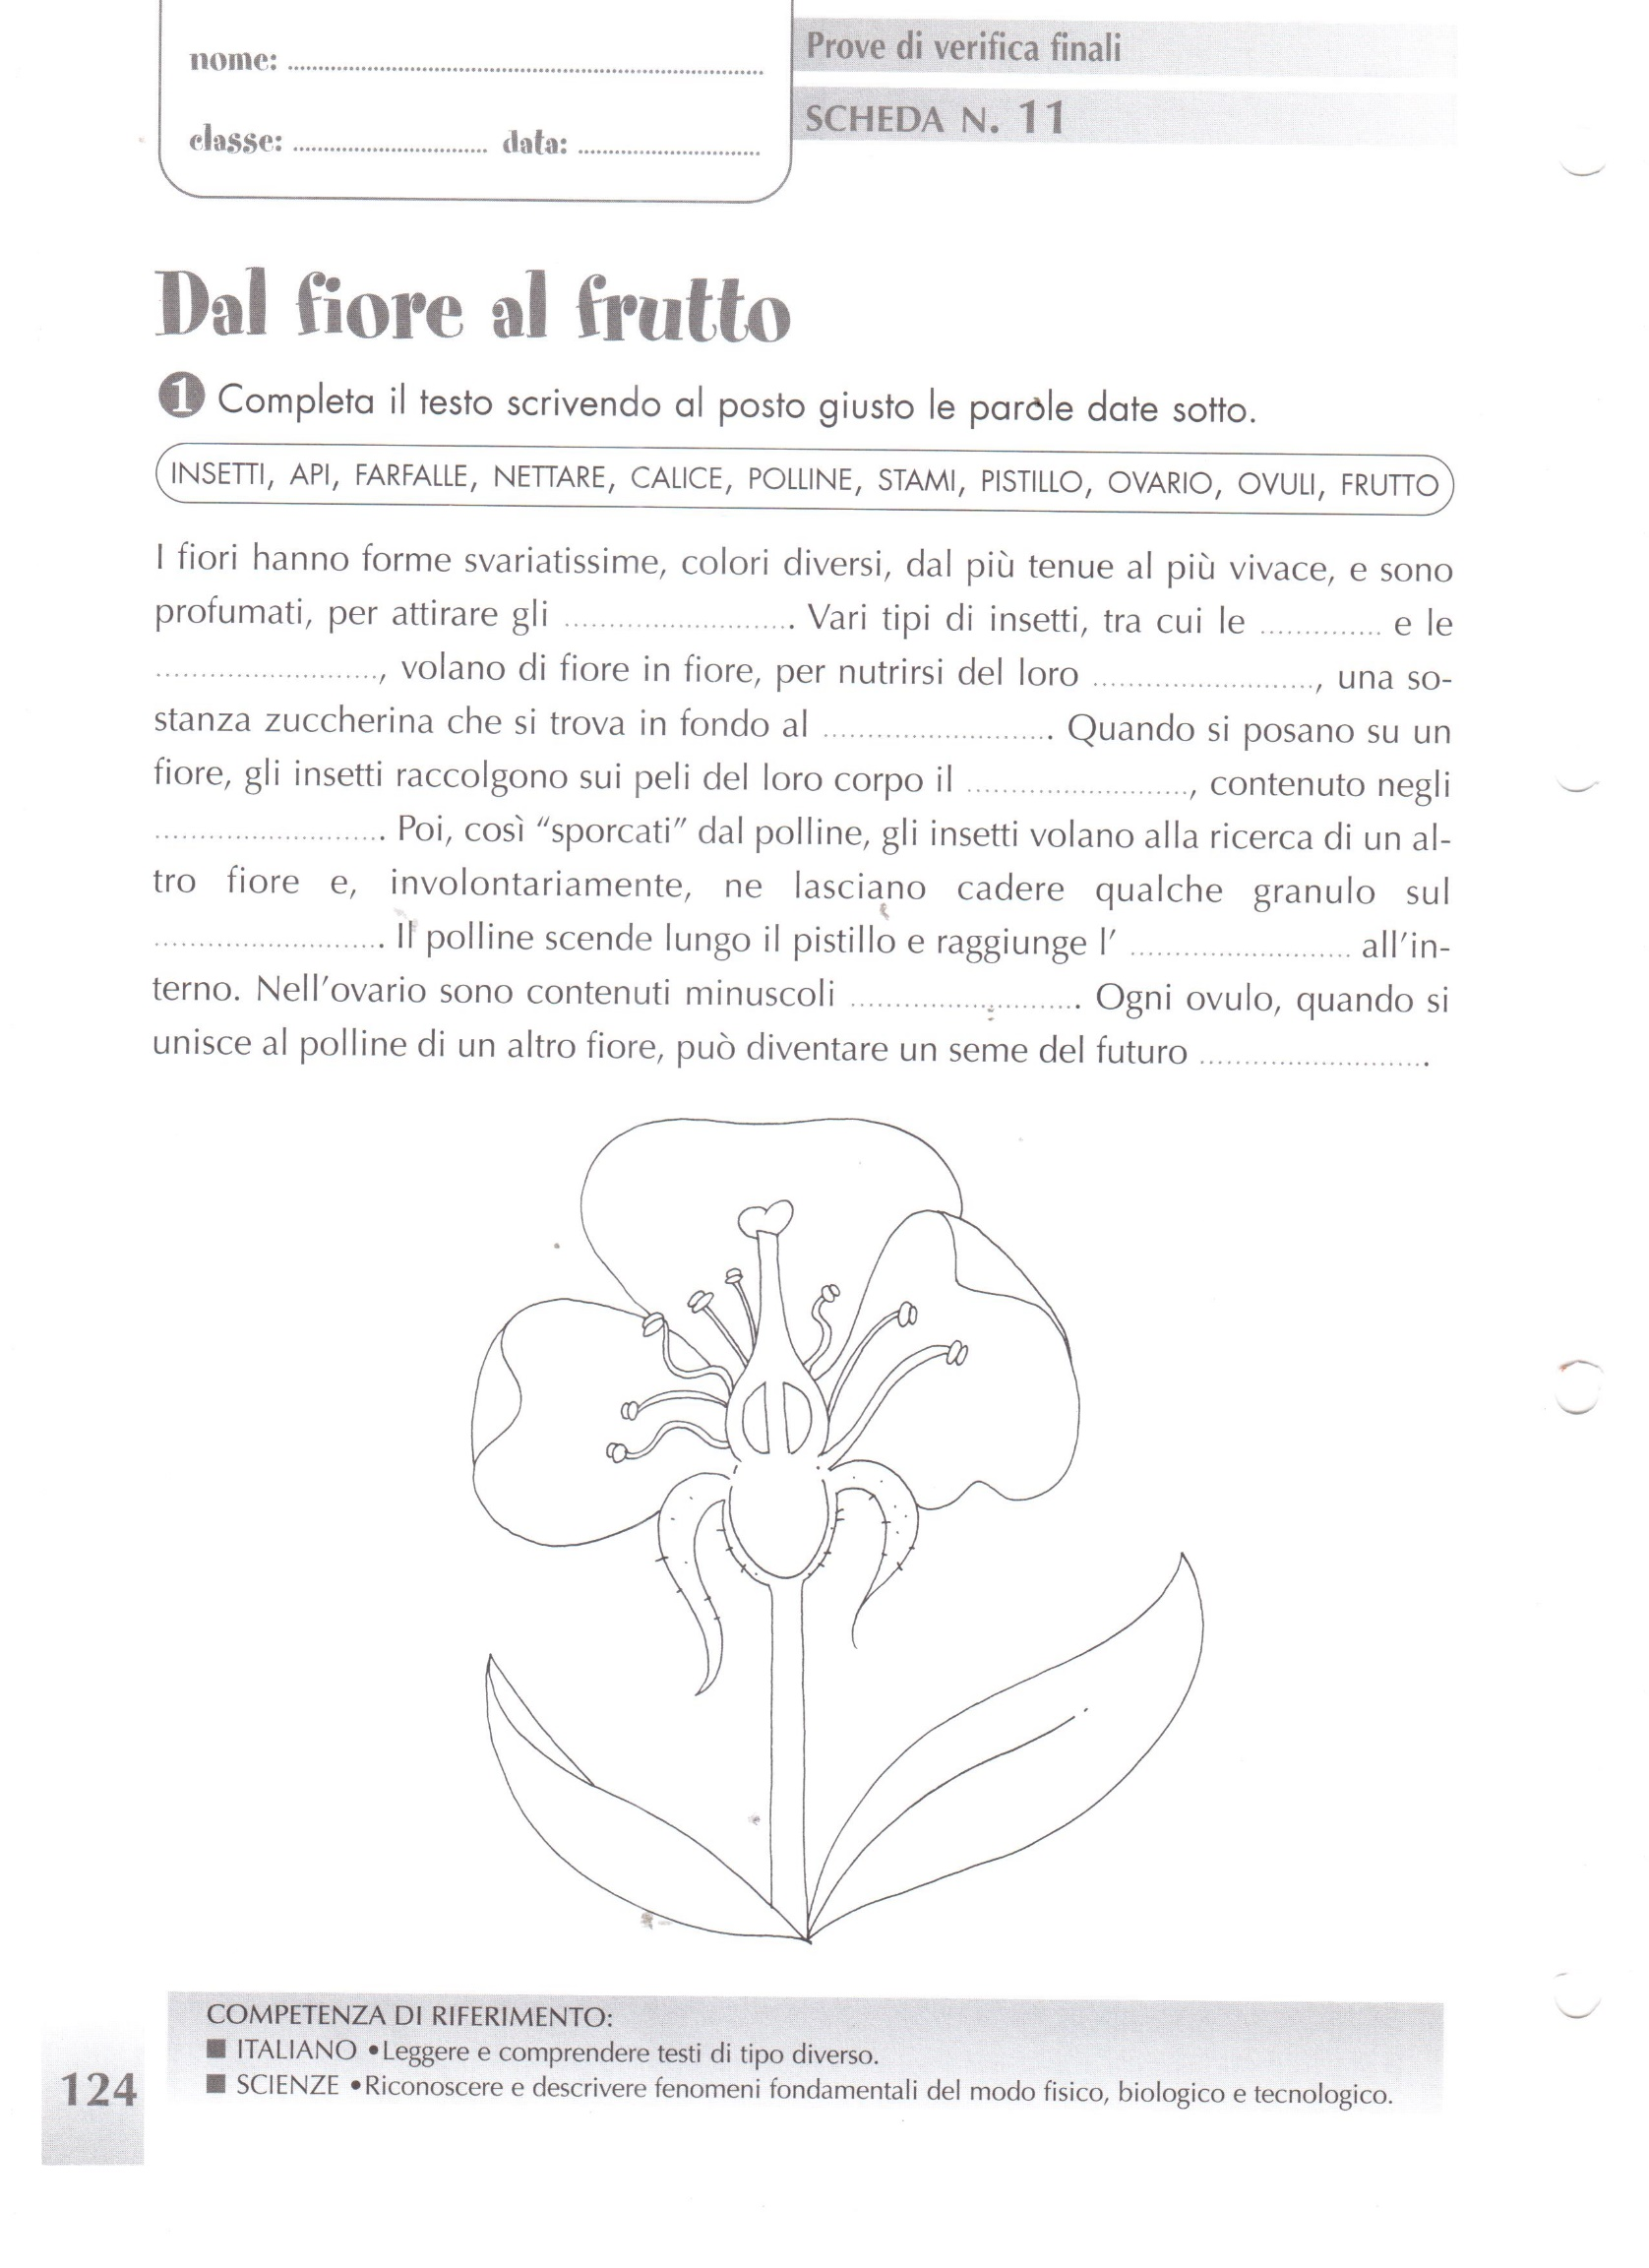 nome: ........................................
Prove di verifica finali
classe: .................... data: ....................
SCHEDA N. 11
Dal fiore al frutto
1 Completa il testo scrivendo al posto giusto le parole date sotto.
INSETTI, API, FARFALLE, NETTARE, CALICE, POLLINE, STAMI, PISTILLO, OVARIO, OVULI, FRUTTO
I fiori hanno forme svariatissime, colori diversi, dal più tenue al più vivace, e sono
profumati, per attirare gli ......................... Vari tipi di insetti, tra cui le ............. e le
........................, volano di fiore in fiore, per nutrirsi del loro ........................, una so-
stanza zuccherina che si trova in fondo al ......................... Quando si posano su un
fiore, gli insetti raccolgono sui peli del loro corpo il ........................, contenuto negli
......................... Poi, così “sporcati” dal polline, gli insetti volano alla ricerca di un al-
tro fiore e, involontariamente, ne lasciano cadere qualche granulo sul
......................... Il polline scende lungo il pistillo e raggiunge l’ ........................ all’in-
terno. Nell’ovario sono contenuti minuscoli ......................... Ogni ovulo, quando si
unisce al polline di un altro fiore, può diventare un seme del futuro .........................
COMPETENZA DI RIFERIMENTO:
■ ITALIANO •Leggere e comprendere testi di tipo diverso.
■ SCIENZE •Riconoscere e descrivere fenomeni fondamentali del modo fisico, biologico e tecnologico.
124